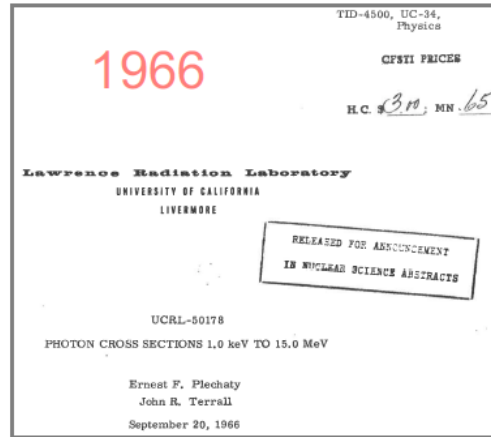 TID-4500, UC-34,
Physics
1966
CFSTI PRICES
H.C. $3.00; MN .65
Lawrence Radiation Laboratory
UNIVERSITY OF CALIFORNIA
LIVERMORE
RELEASED FOR ANNOUNCEMENT
IN NUCLEAR SCIENCE ABSTRACTS
UCRL-50178
PHOTON CROSS SECTIONS 1.0 keV TO 15.0 MeV
Ernest F. Plechaty
John R. Terrall
September 20, 1966